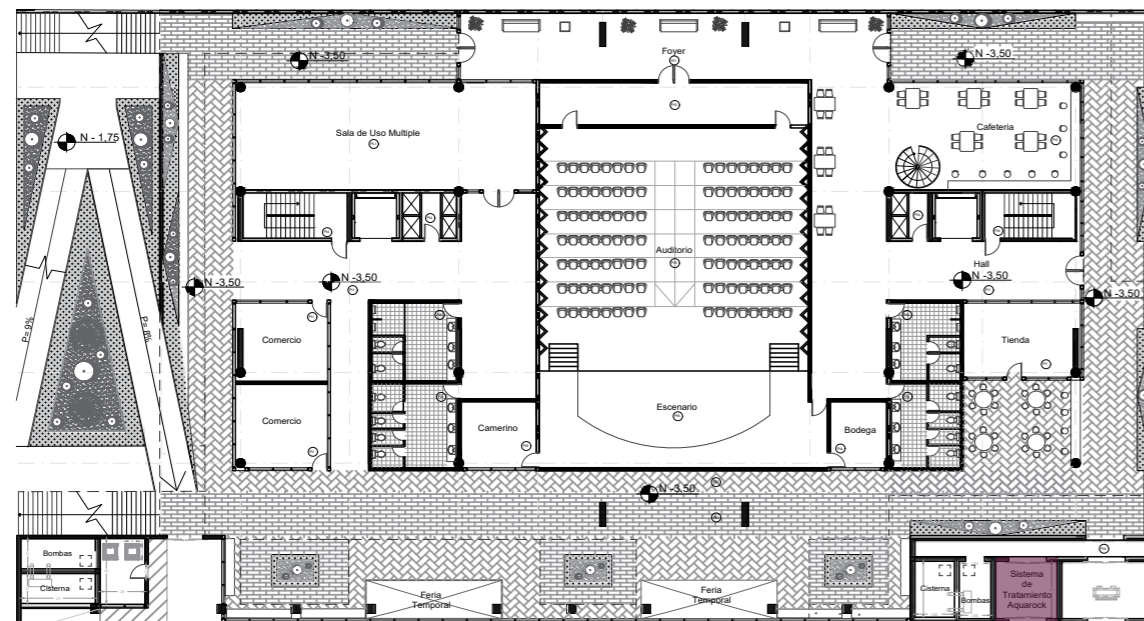 N -3,50
Foyer
N -3,50
Sala de Uso Multiple
Cafeteria
N - 1,75
Auditorio
Hall
N -3,50
N -3,50
N -3,50
N -3,50
P= 9%
P= 8%
Comercio
Tienda
Comercio
Camerino
Escenario
Bodega
N -3,50
Bombas
Cisterna
Feria
Temporal
Feria
Temporal
Cisterna
Bombas
Sistema
de
Tratamiento
Aquarock